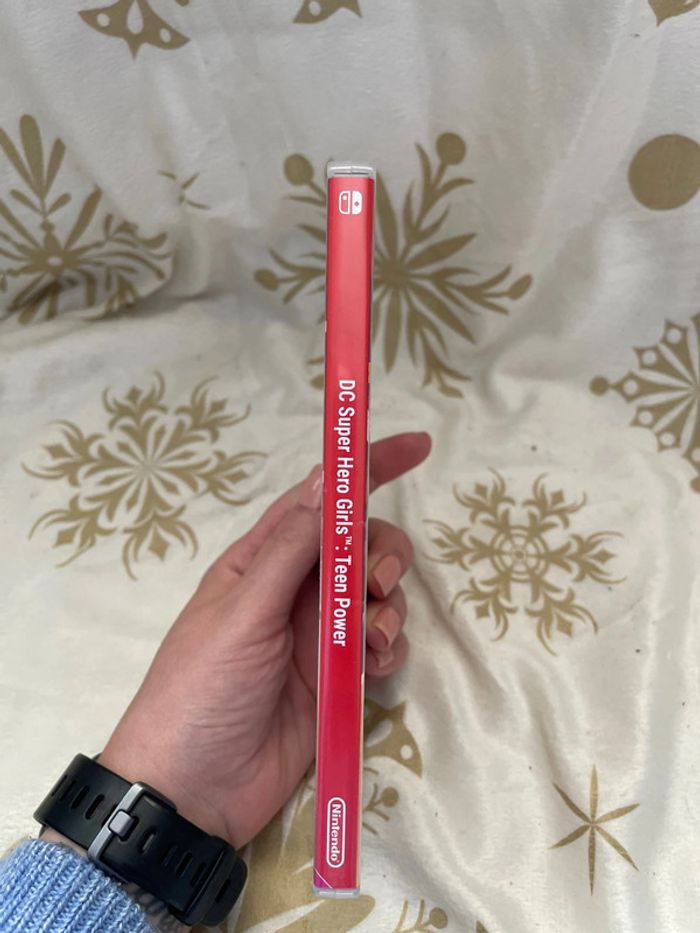 DC Super Hero Girls™: Teen Power
Nintendo